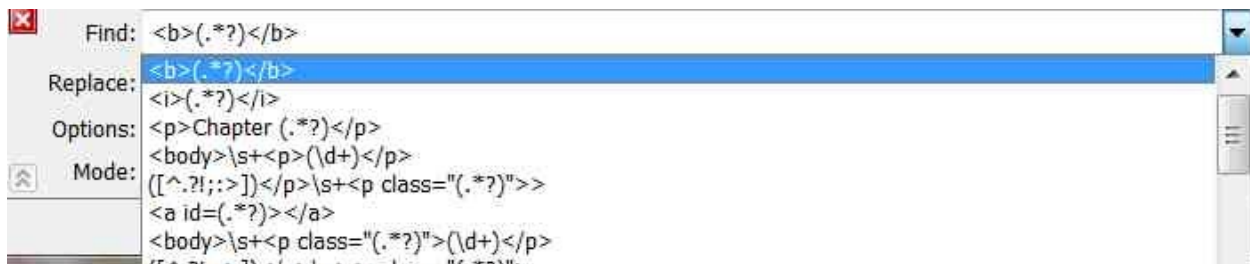 Find: <b>(.*?)</b>
<b>(.*?)</b>
Replace:
<i>(.*?)</i>
Options: <p>Chapter (.*?)</p>
<body>\s+<p>(\d+)</p>
Mode:
([^.?!;:>])</p>\s+<p class="(.*?)">>
<a id=(.*?)></a>
<body>\s+<p class="(.*?)">(\d+)</p>